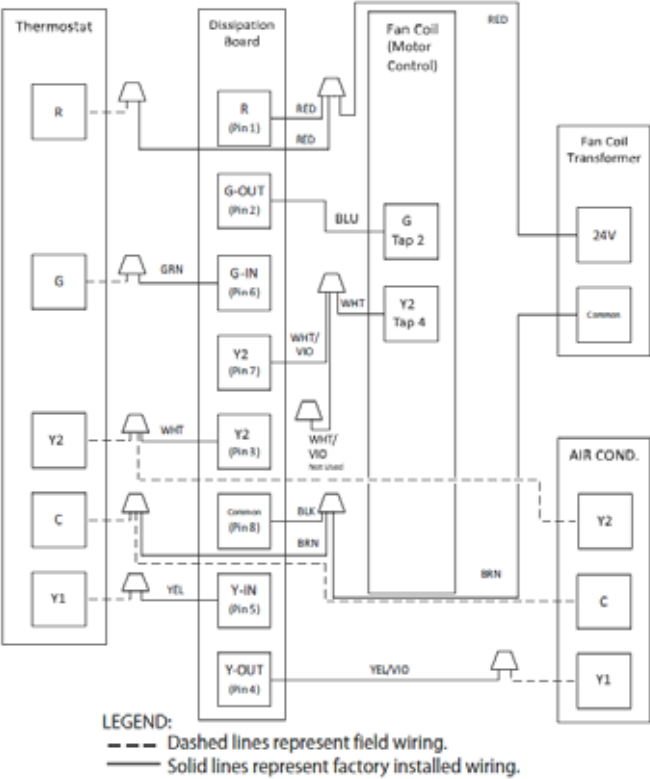 Thermostat
R
G
Y2
C
Y1
Dissipation
Board
R
(Pin 1)
G-OUT
(Pin 2)
G-IN
(Pin 6)
Y2
(Pin 7)
Y2
(Pin 3)
Common
(Pin 8)
Y-IN
(Pin 5)
Y-OUT
(Pin 4)
RED
RED
BLU
GRN
WHT/
VIO
WHT
WHT
WHT/
VIO
Not used
BLK
BRN
YEL
YEL/VIO
Fan Coil
(Motor
Control)
G
Tap 2
Y2
Tap 4
RED
BRN
Fan Coil
Transformer
24V
Common
AIR COND.
Y2
C
Y1
LEGEND:
Dashed lines represent field wiring.
Solid lines represent factory installed wiring.